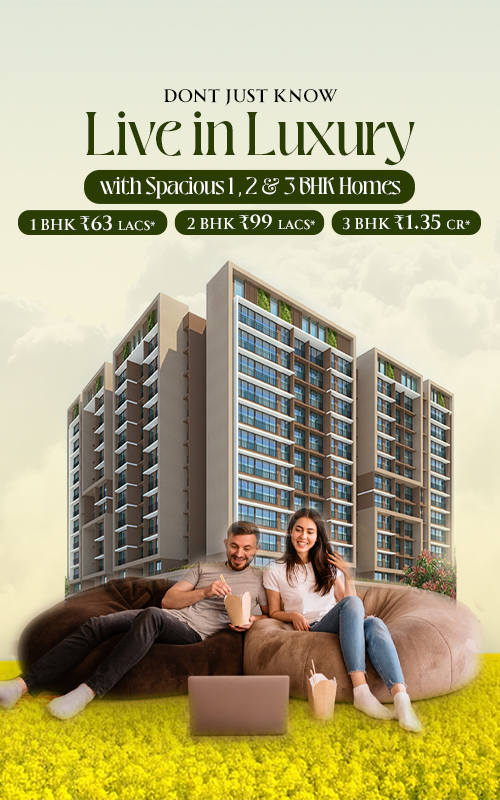 DONT JUST KNOW
Live in Luxury
with Spacious 1, 2 & 3 BHK Homes
1 BHK ₹63 LACS* 2 BHK ₹99 LACS* 3 BHK ₹1.35 CR*